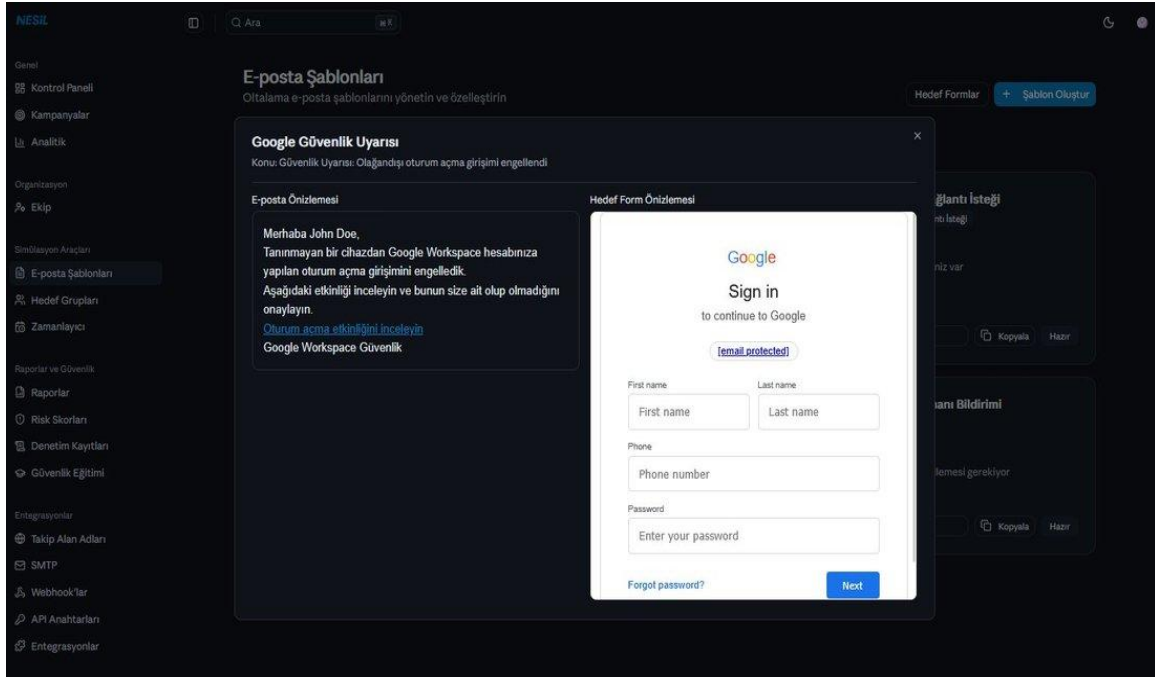 NESIL
Ara
⌘ K
Genel
Kontrol Paneli
Kampanyalar
Analitik
Organizasyon
Ekip
Simülasyon Araçları
E-posta Şablonları
Hedef Grupları
Zamanlayıcı
Raporlar ve Güvenlik
Raporlar
Risk Skorları
Denetim Kayıtları
Güvenlik Eğitimi
Entegrasyonlar
Takip Alan Adları
SMTP
Webhook'lar
API Anahtarları
Entegrasyonlar
E-posta Şablonları
Oltalama e-posta şablonlarını yönetin ve özelleştirin
Hedef Formlar
+ Şablon Oluştur
Google Güvenlik Uyarısı
Konu: Güvenlik Uyarısı: Olağandışı oturum açma girişimi engellendi
E-posta Önizlemesi
Merhaba John Doe,
Tanınmayan bir cihazdan Google Workspace hesabınıza
yapılan oturum açma girişimini engelledik.
Aşağıdaki etkinliği inceleyin ve bunun size ait olup olmadığını
onaylayın.
Oturum açma etkinliğini inceleyin
Google Workspace Güvenlik
Hedef Form Önizlemesi
Google
Sign in
to continue to Google
[email protected]
First name
Last name
First name
Last name
Phone
Phone number
Password
Enter your password
Forgot password?
Next
ğlantı İsteği
ntı İsteği
niz var
Kopyala
Hazır
anı Bildirimi
lemesi gerekiyor
Kopyala
Hazır